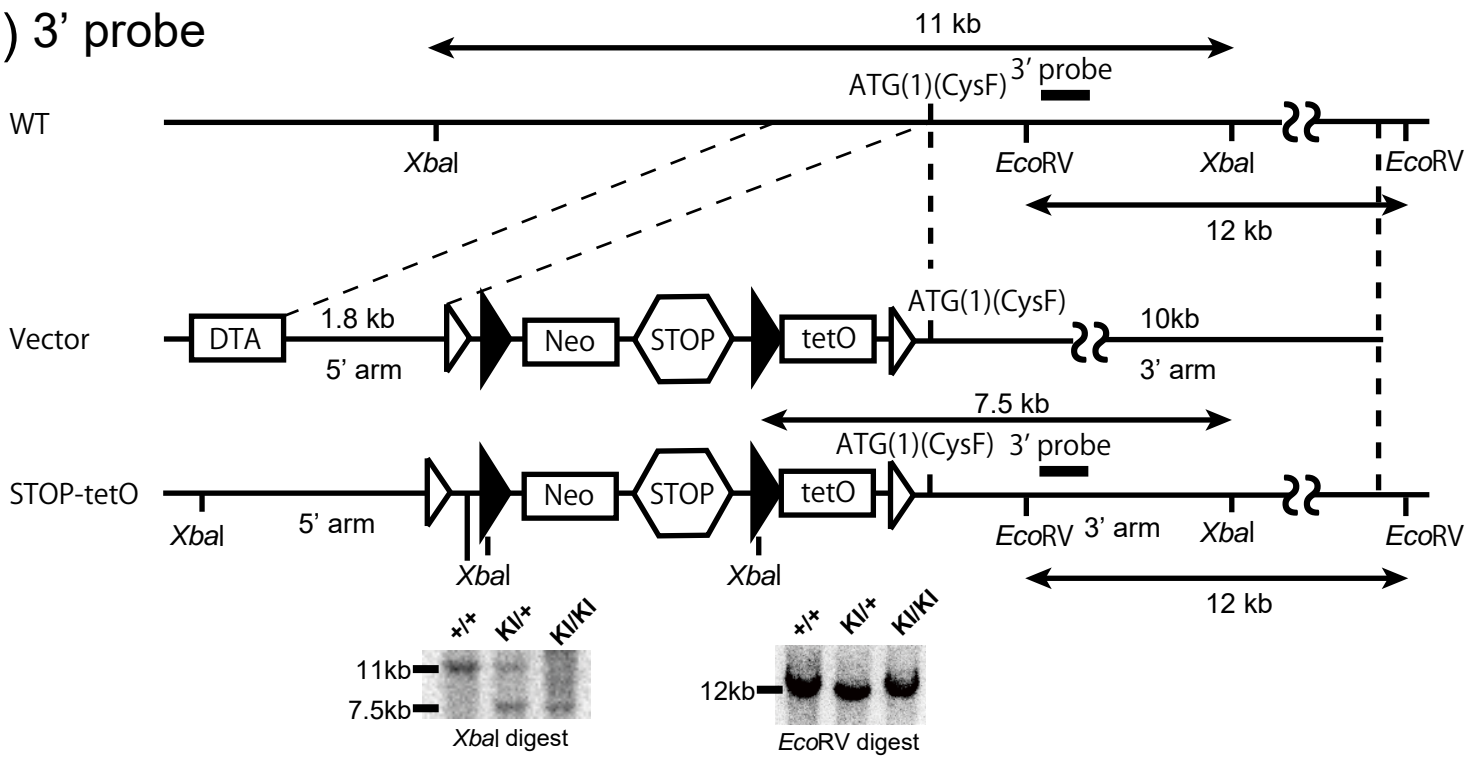 ) 3’ probe
11 kb
ATG(1)(CysF) 3’ probe
WT
XbaI EcoRV XbaI EcoRV
12 kb
ATG(1)(CysF)
Vector DTA 1.8 kb Neo STOP tetO 10kb
5’ arm 3’ arm
7.5 kb
ATG(1)(CysF) 3’ probe
STOP-tetO Neo STOP tetO
XbaI 5’ arm EcoRV 3’ arm XbaI EcoRV
XbaI XbaI
12 kb
+/+ KI/+ KI/KI +/+ KI/+ KI/KI
11kb
12kb
7.5kb
XbaI digest EcoRV digest